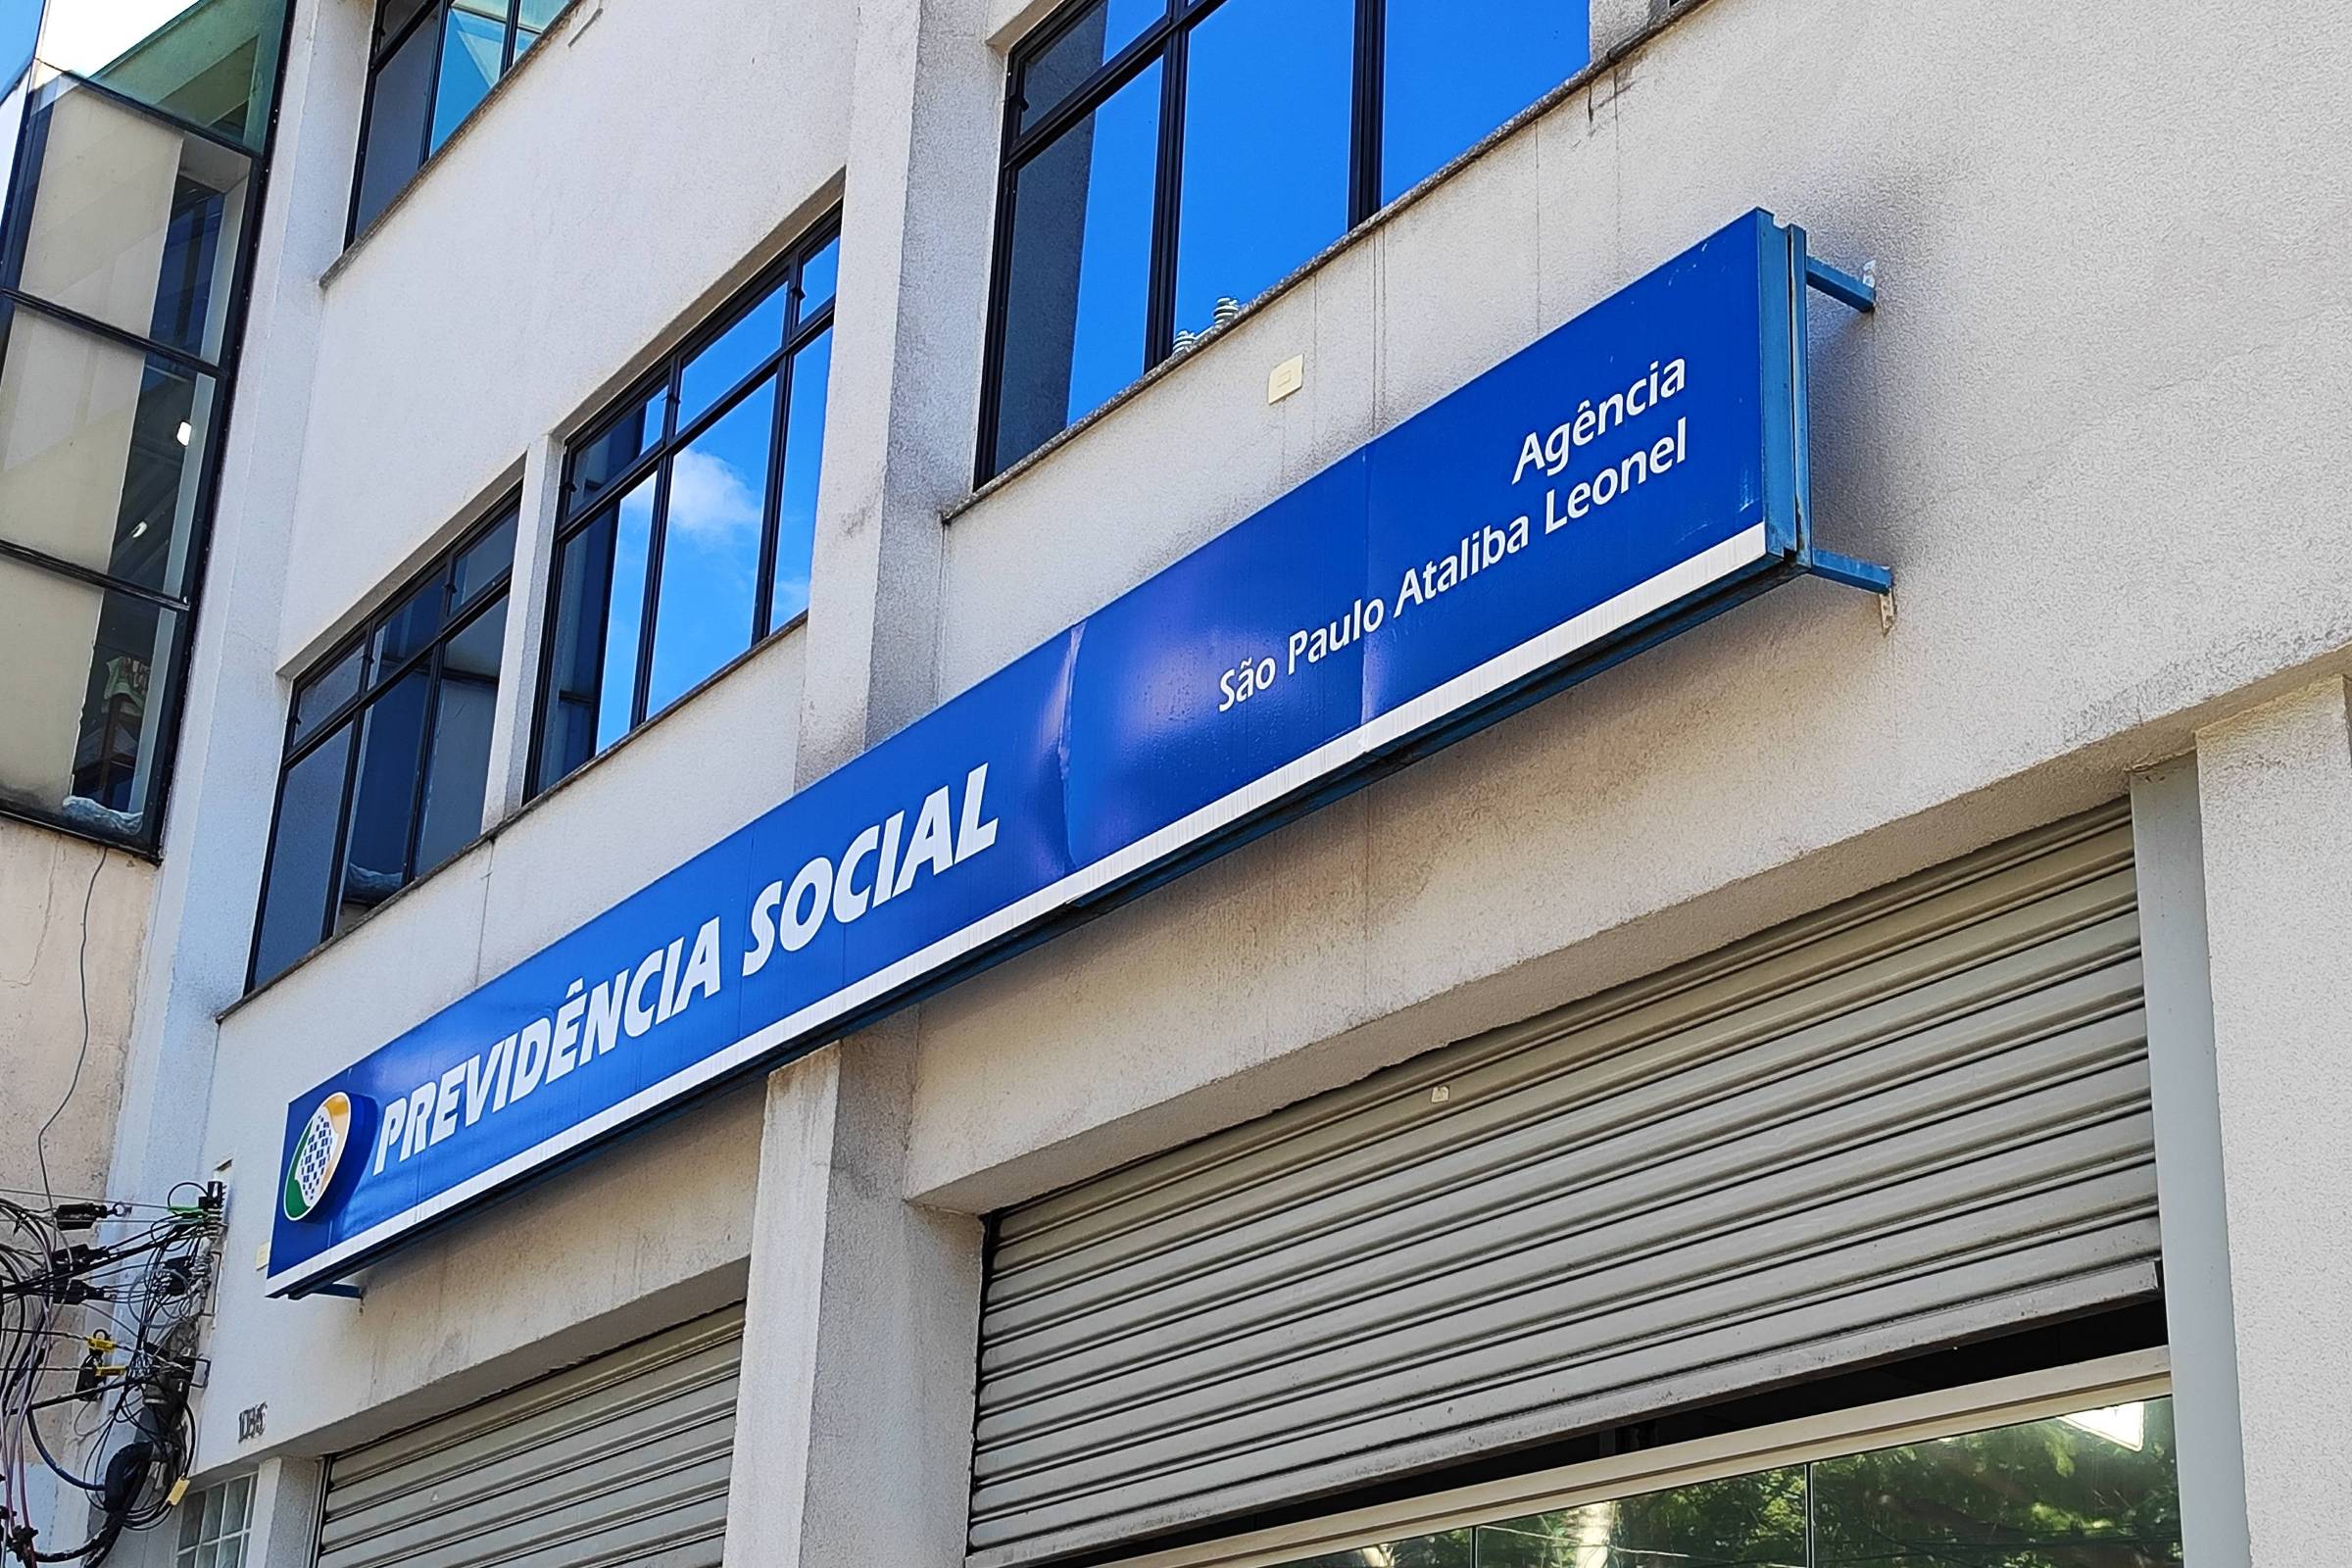 PREVIDÊNCIA SOCIAL
Agência
São Paulo Ataliba Leonel